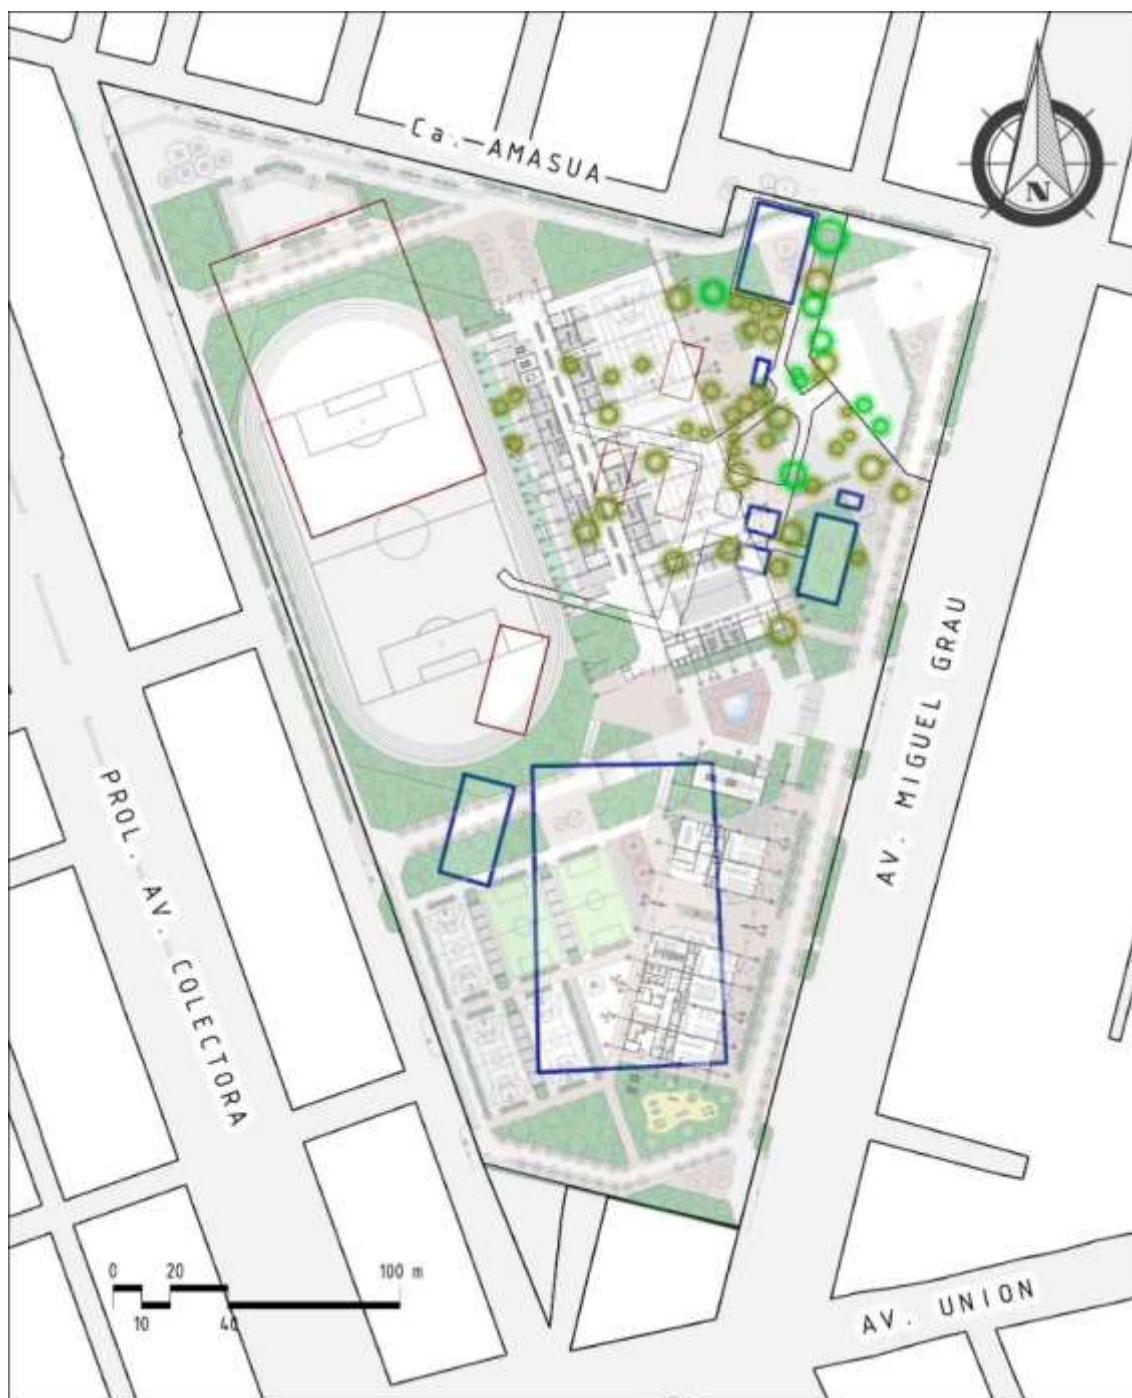 Ca. AMASUA
N
AV. MIGUEL GRAU
PROL. AV. COLECTORA
0 20 100 m
10 40
AV. UNION